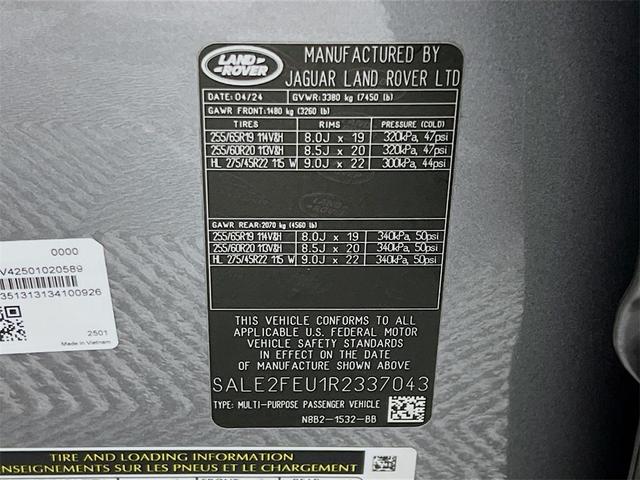 LAND
ROVER
MANUFACTURED BY
JAGUAR LAND ROVER LTD
DATE: 04/24 GVWR: 3380 kg (7450 lb)
GAWR FRONT: 1480 kg (3260 lb)
TIRES RIMS PRESSURE (COLD)
255/65R19 114V&H 8.0J x 19 320kPa, 47psi
255/60R20 113V&H 8.5J x 20 320kPa, 47psi
HL 275/45R22 115 W 9.0J x 22 300kPa, 44psi
GAWR REAR: 2070 kg (4560 lb)
255/65R19 114V&H 8.0J x 19 340kPa, 50psi
255/60R20 113V&H 8.5J x 20 340kPa, 50psi
HL 275/45R22 115 W 9.0J x 22 340kPa, 50psi
THIS VEHICLE CONFORMS TO ALL
APPLICABLE U.S. FEDERAL MOTOR
VEHICLE SAFETY STANDARDS
IN EFFECT ON THE DATE OF
MANUFACTURE SHOWN ABOVE
SALE2FEU1R2337043
TYPE: MULTI-PURPOSE PASSENGER VEHICLE
N8B2-1532-BB
0000
V42501020589
351313134100926
2501
Made in Vietnam
TIRE AND LOADING INFORMATION
ENSEIGNEMENTS SUR LES PNEUS ET LE CHARGEMENT